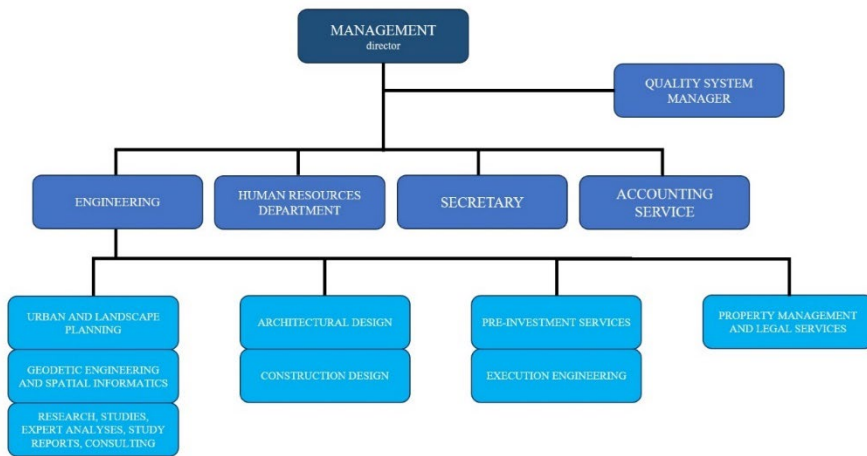 MANAGEMENT
director
QUALITY SYSTEM
MANAGER
ENGINEERING
HUMAN RESOURCES
DEPARTMENT
SECRETARY
ACCOUNTING
SERVICE
URBAN AND LANDSCAPE
PLANNING
ARCHITECTURAL DESIGN
PRE-INVESTMENT SERVICES
PROPERTY MANAGEMENT
AND LEGAL SERVICES
GEODETIC ENGINEERING
AND SPATIAL INFORMATICS
CONSTRUCTION DESIGN
EXECUTION ENGINEERING
RESEARCH, STUDIES,
EXPERT ANALYSES, STUDY
REPORTS, CONSULTING